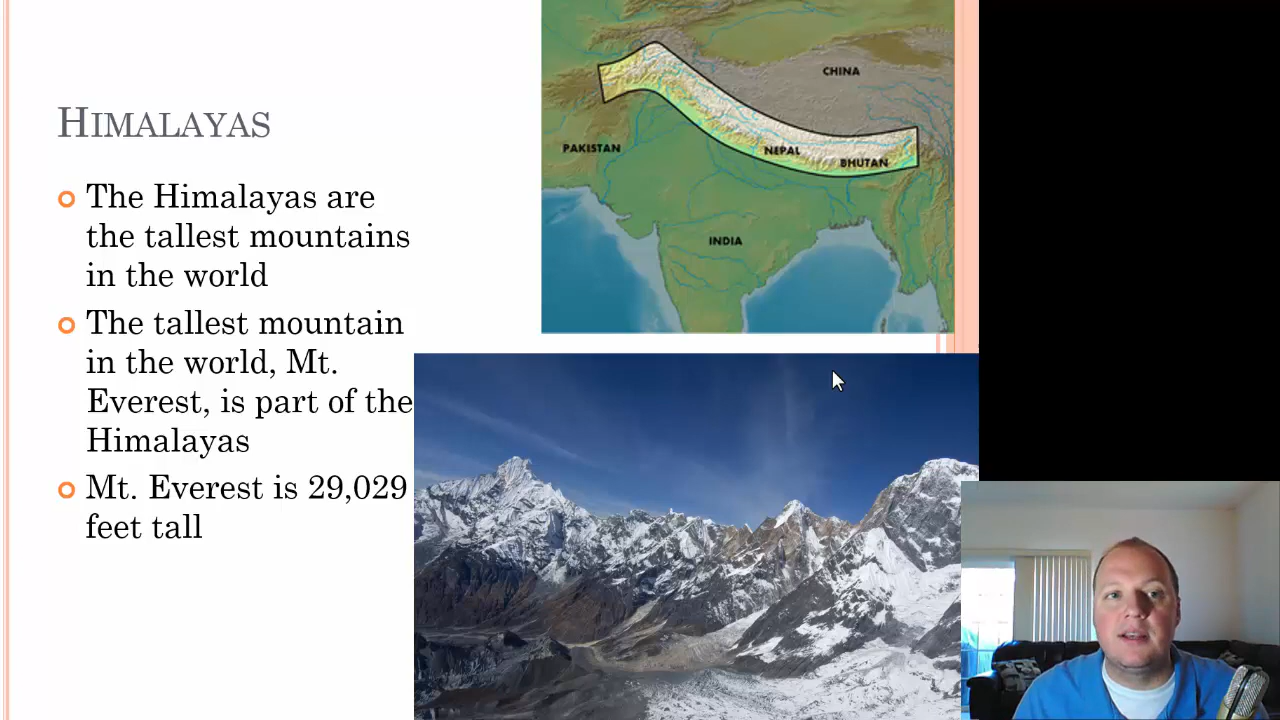 HIMALAYAS
The Himalayas are
the tallest mountains
in the world
The tallest mountain
in the world, Mt.
Everest, is part of the
Himalayas
Mt. Everest is 29,029
feet tall
CHINA
PAKISTAN
NEPAL
BHUTAN
INDIA